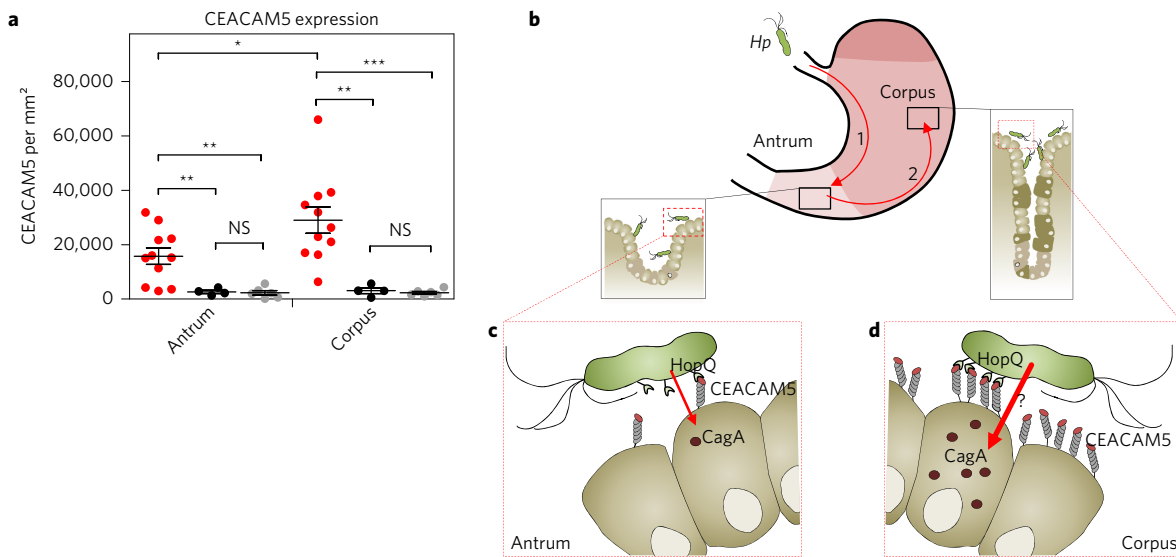 a
CEACAM5 expression
CEACAM5 per mm²
80,000
60,000
40,000
20,000
0
*
***
**
**
**
NS
NS
Antrum
Corpus
b
Hp
Corpus
Antrum
1
2
c
HopQ
CEACAM5
CagA
Antrum
d
HopQ
?
CEACAM5
CagA
Corpus